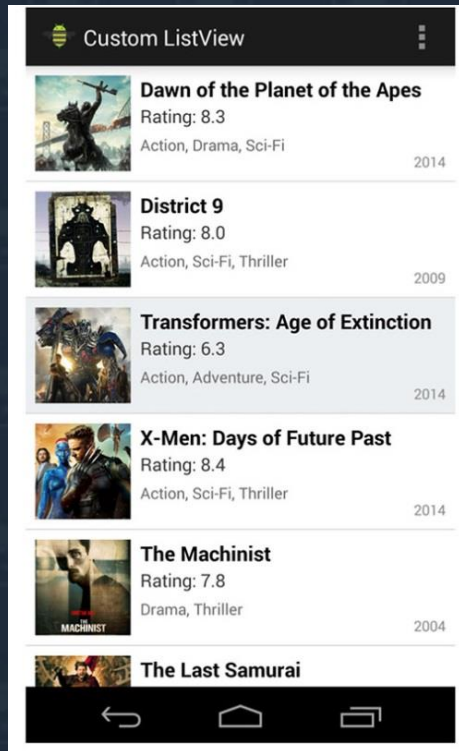 Custom ListView
Dawn of the Planet of the Apes
Rating: 8.3
Action, Drama, Sci-Fi
2014
District 9
Rating: 8.0
Action, Sci-Fi, Thriller
2009
Transformers: Age of Extinction
Rating: 6.3
Action, Adventure, Sci-Fi
2014
X-Men: Days of Future Past
Rating: 8.4
Action, Sci-Fi, Thriller
2014
THE
MACHINIST
The Machinist
Rating: 7.8
Drama, Thriller
2004
The Last Samurai